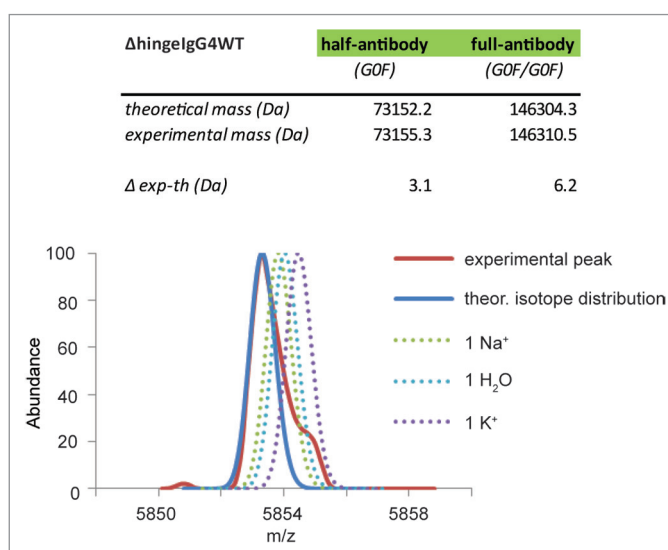 ΔhingeIgG4WT half-antibody full-antibody
(G0F) (G0F/G0F)
theoretical mass (Da) 73152.2 146304.3
experimental mass (Da) 73155.3 146310.5
Δ exp-th (Da) 3.1 6.2
100
80
60
40
20
0
Abundance
5850 5854 5858
m/z
experimental peak
theor. isotope distribution
1 Na⁺
1 H₂O
1 K⁺